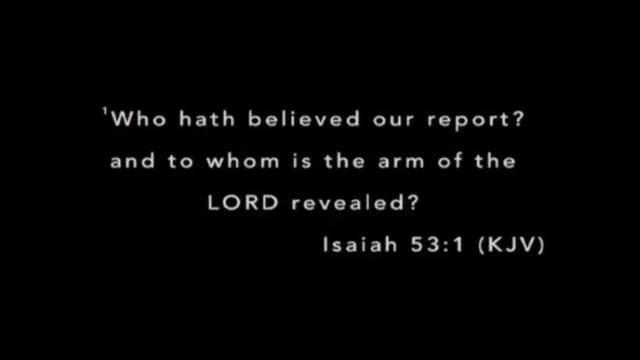 ¹Who hath believed our report?
and to whom is the arm of the
LORD revealed?
Isaiah 53:1 (KJV)